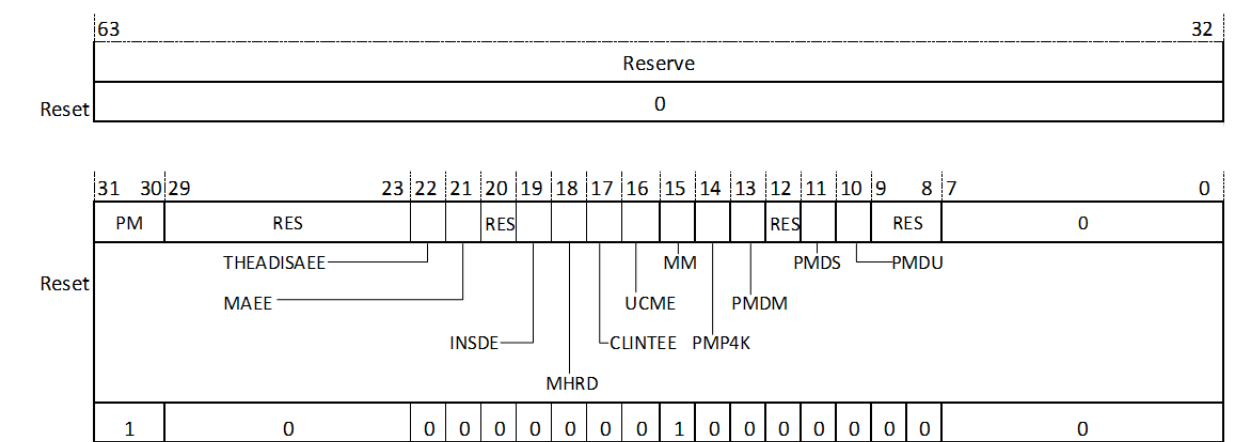 63 32
Reserve
Reset 0
31 30 29 23 22 21 20 19 18 17 16 15 14 13 12 11 10 9 8 7 0
PM RES RES RES RES 0
THEADISAEE MM PMDS PMDU
Reset
MAEE UCME PMDM
INSDE CLINTEE PMP4K
MHRD
1 0 0 0 0 0 0 0 0 1 0 0 0 0 0 0 0 0